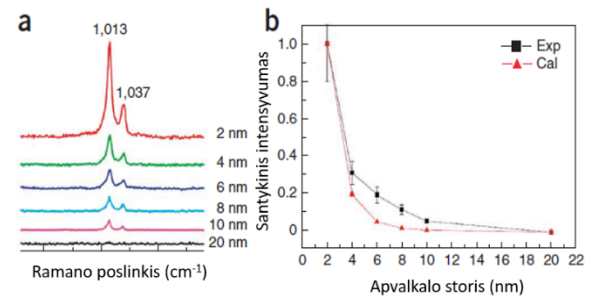 a
1,013
1,037
2 nm
4 nm
6 nm
8 nm
10 nm
20 nm
Ramano poslinkis (cm-1)
b
Exp
Cal
1.0
0.8
0.6
0.4
0.2
0
0 2 4 6 8 10 12 14 16 18 20 22
Santykinis intensyvumas
Apvalkalo storis (nm)